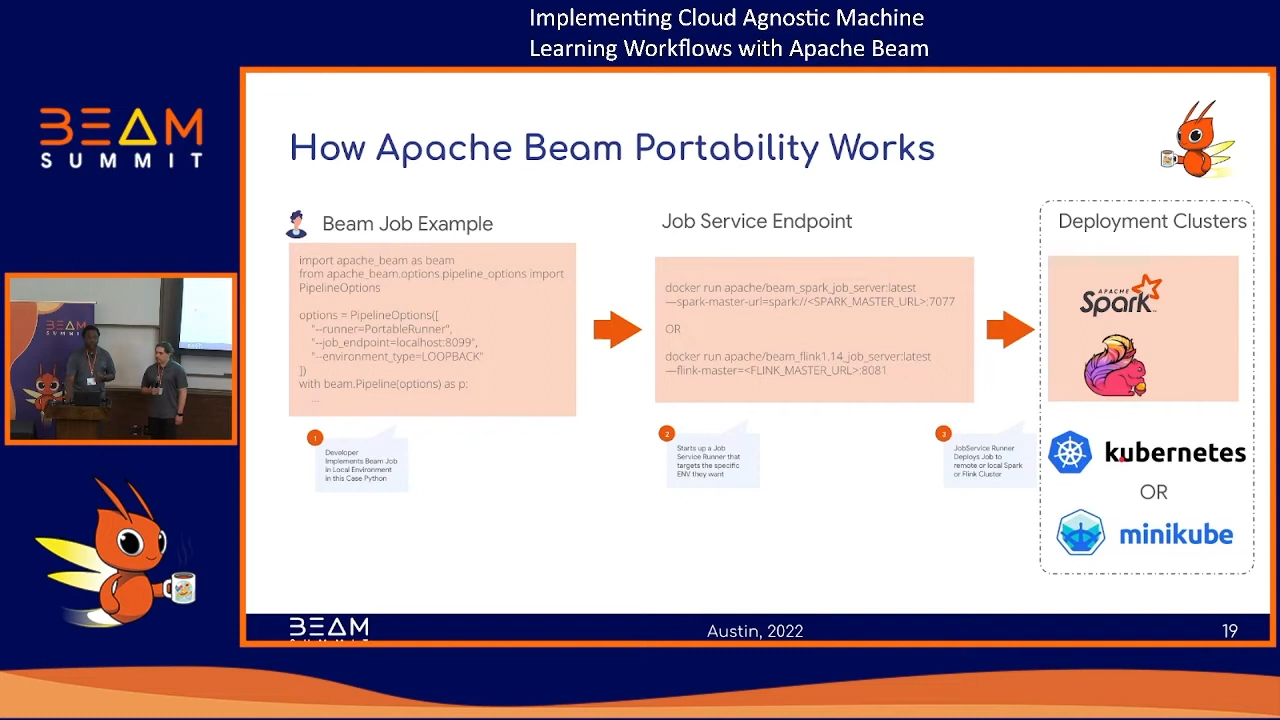 Implementing Cloud Agnostic Machine
Learning Workflows with Apache Beam
BEAM
SUMMIT
How Apache Beam Portability Works
Beam Job Example
import apache_beam as beam
from apache_beam.options.pipeline_options import
PipelineOptions
options = PipelineOptions([
"--runner=PortableRunner",
"--job_endpoint=localhost:8099",
"--environment_type=LOOPBACK"
])
with beam.Pipeline(options) as p:
...
1
Developer
Implements Beam Job
in Local Environment
in this Case Python
Job Service Endpoint
docker run apache/beam_spark_job_server:latest
—spark-master-url=spark://<SPARK_MASTER_URL>:7077
OR
docker run apache/beam_flink1.14_job_server:latest
—flink-master=<FLINK_MASTER_URL>:8081
2
Starts up a Job
Service Runner that
targets the specific
ENV they want
3
JobService Runner
Deploys Job to
remote or local Spark
or Flink Cluster
Deployment Clusters
APACHE
Spark
kubernetes
OR
minikube
BEAM
SUMMIT
BEAM
Austin, 2022
19